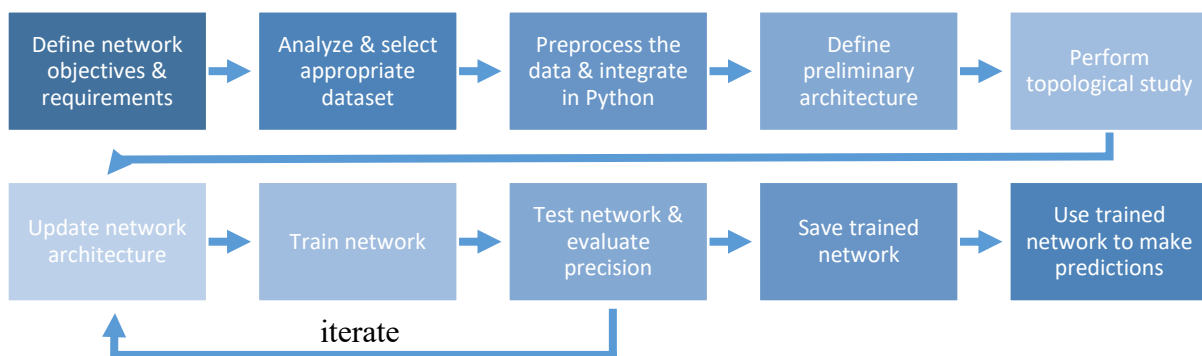 Define network
objectives &
requirements
Analyze & select
appropriate
dataset
Preprocess the
data & integrate
in Python
Define
preliminary
architecture
Perform
topological study
Update network
architecture
Train network
Test network &
evaluate
precision
Save trained
network
Use trained
network to make
predictions
iterate